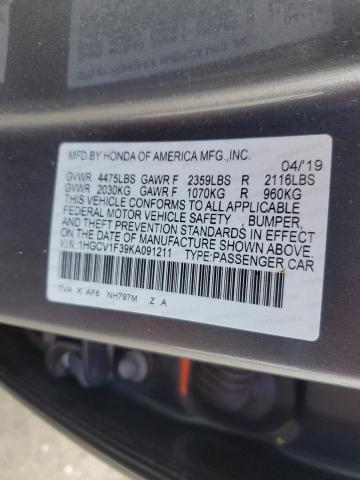 MFD BY HONDA OF AMERICA MFG.,INC.
04/'19
GVWR 4475LBS GAWR F 2359LBS R 2116LBS
GVWR 2030KG GAWR F 1070KG R 960KG
THIS VEHICLE CONFORMS TO ALL APPLICABLE
FEDERAL MOTOR VEHICLE SAFETY , BUMPER,
AND THEFT PREVENTION STANDARDS IN EFFECT
ON THE DATE OF MANUFACTURE SHOWN ABOVE.
V.I.N:1HGCV1F39KA091211 TYPE:PASSENGER CAR
TVA K AF6 NH797M Z A